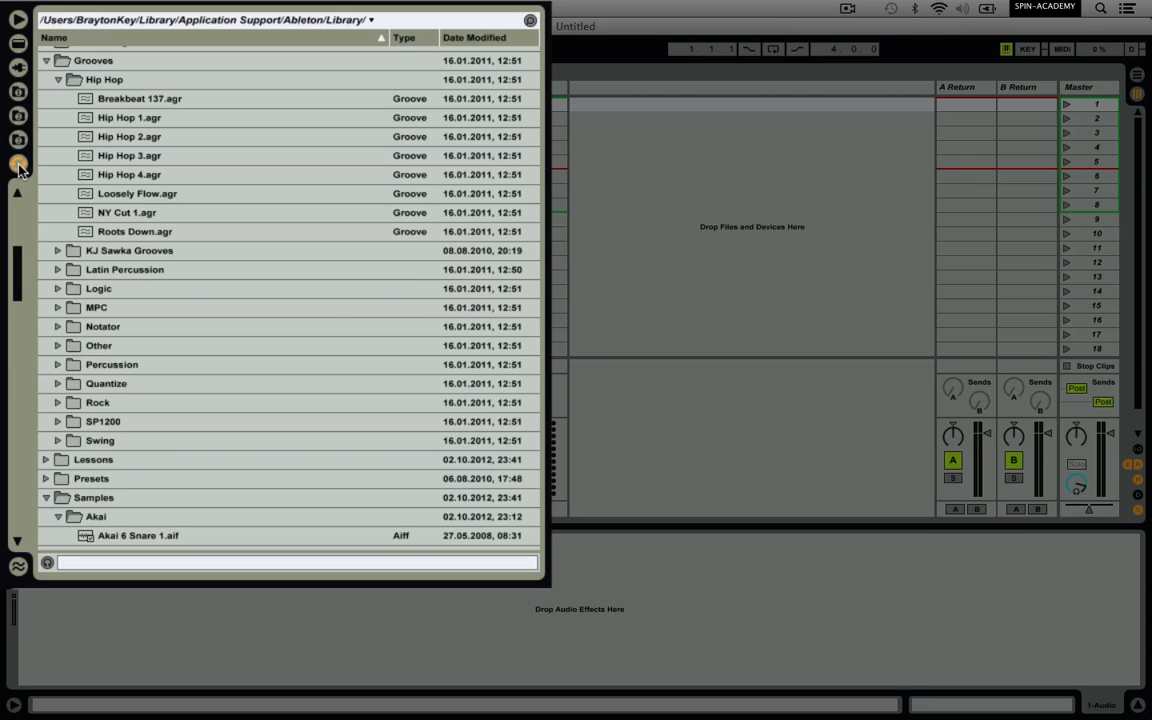 /Users/BraytonKey/Library/Application Support/Ableton/Library/
SPIN-ACADEMY
Untitled
Name Type Date Modified
1. 1. 1 4. 0. 0 KEY MIDI 0 % D
Grooves 16.01.2011, 12:51
Hip Hop 16.01.2011, 12:51
Breakbeat 137.agr Groove 16.01.2011, 12:51
Hip Hop 1.agr Groove 16.01.2011, 12:51
Hip Hop 2.agr Groove 16.01.2011, 12:51
Hip Hop 3.agr Groove 16.01.2011, 12:51
Hip Hop 4.agr Groove 16.01.2011, 12:51
Loosely Flow.agr Groove 16.01.2011, 12:51
NY Cut 1.agr Groove 16.01.2011, 12:51
Roots Down.agr Groove 16.01.2011, 12:51
KJ Sawka Grooves 08.08.2010, 20:19
Latin Percussion 16.01.2011, 12:50
Logic 16.01.2011, 12:51
MPC 16.01.2011, 12:51
Notator 16.01.2011, 12:51
Other 16.01.2011, 12:51
Percussion 16.01.2011, 12:51
Quantize 16.01.2011, 12:51
Rock 16.01.2011, 12:51
SP1200 16.01.2011, 12:51
Swing 16.01.2011, 12:51
Lessons 02.10.2012, 23:41
Presets 06.08.2010, 17:48
Samples 02.10.2012, 23:41
Akai 02.10.2012, 23:12
Akai 6 Snare 1.aif Aiff 27.05.2008, 08:31
A Return B Return Master
1
2
3
4
5
6
7
8
9
10
11
12
13
14
15
16
17
18
Drop Files and Devices Here
Stop Clips
Sends Sends Sends
Post
Post
A B A B
A B Solo
S S
A B A B
Drop Audio Effects Here
1-Audio